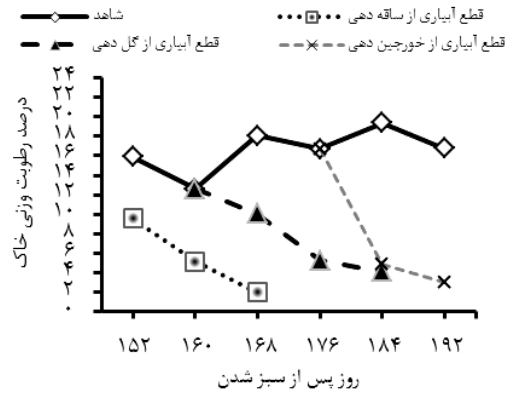 شاهد
قطع آبیاری از ساقه دهی
قطع آبیاری از گل دهی
قطع آبیاری از خورجین دهی
درصد رطوبت وزنی خاک
۲۴
۲۲
۲۰
۱۸
۱۶
۱۴
۱۲
۱۰
۸
۶
۴
۲
۰
۱۵۲ ۱۶۰ ۱۶۸ ۱۷۶ ۱۸۴ ۱۹۲
روز پس از سبز شدن